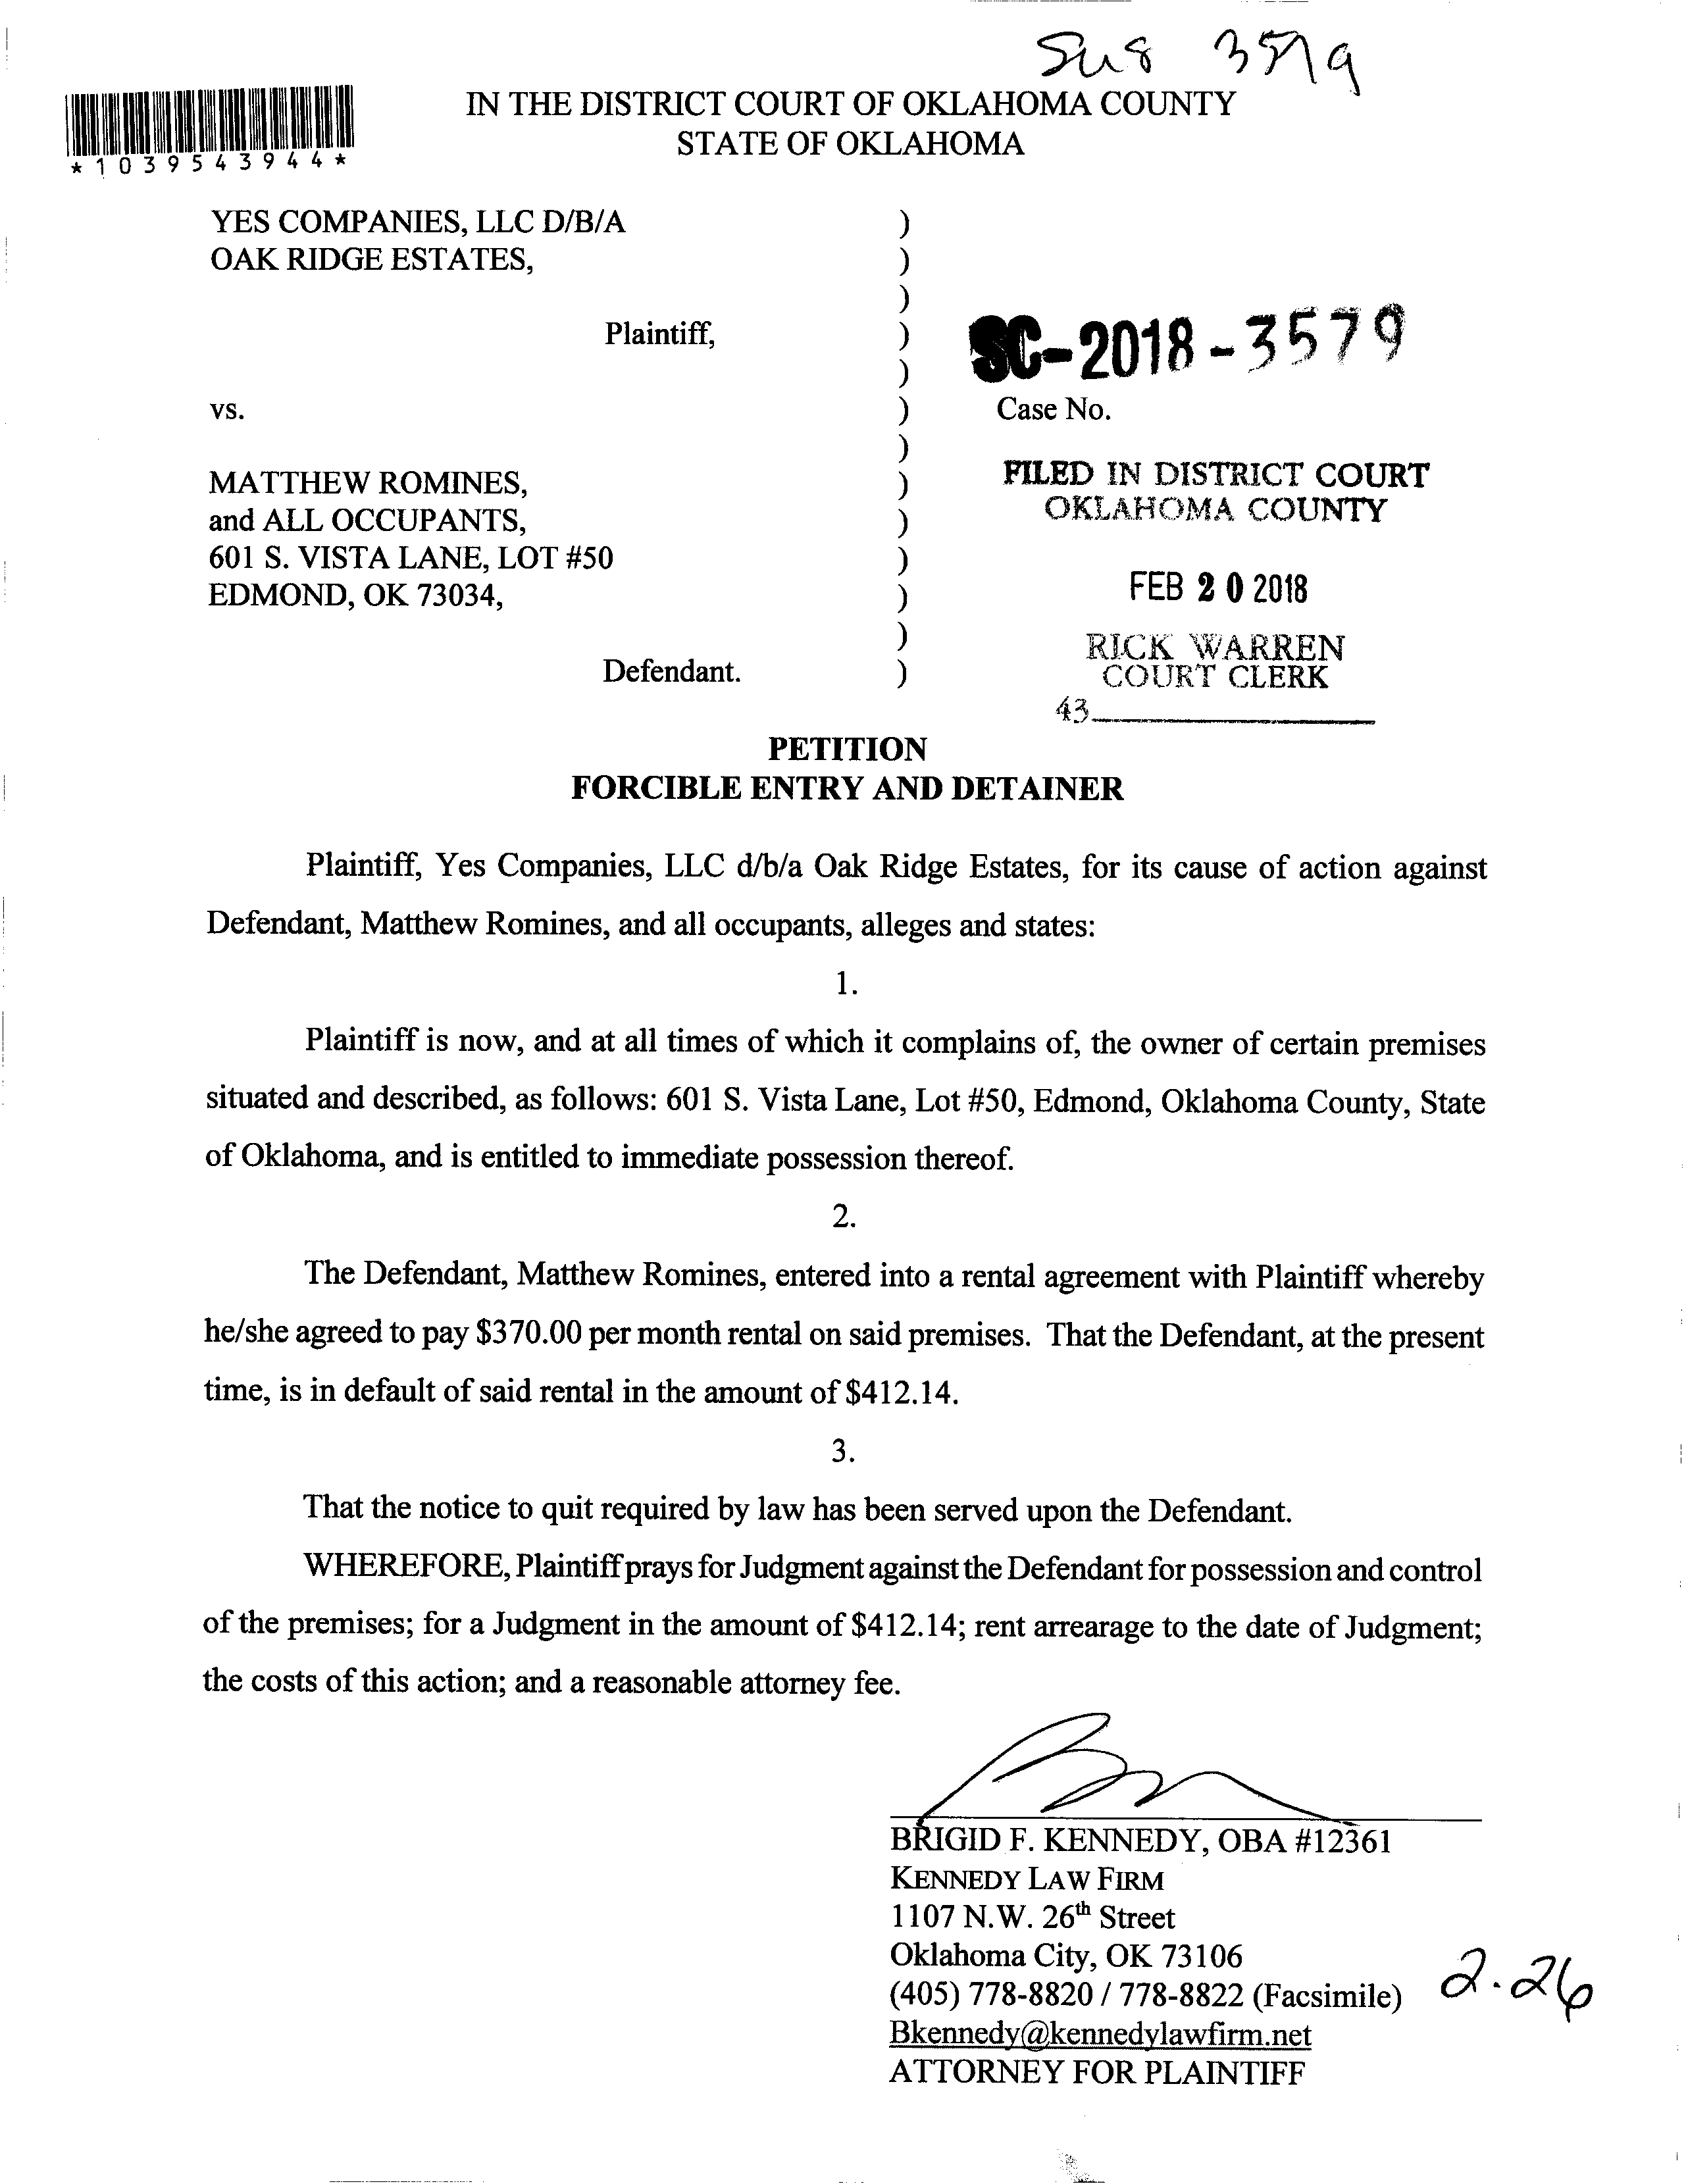 3579
*1039543944*
IN THE DISTRICT COURT OF OKLAHOMA COUNTY
STATE OF OKLAHOMA
YES COMPANIES, LLC D/B/A )
OAK RIDGE ESTATES, )
)
Plaintiff, )
)
SC-2018-3579
vs. ) Case No.
)
MATTHEW ROMINES, )
and ALL OCCUPANTS, )
601 S. VISTA LANE, LOT #50 )
EDMOND, OK 73034, )
)
Defendant. )
FILED IN DISTRICT COURT
OKLAHOMA COUNTY
FEB 20 2018
RICK WARREN
COURT CLERK
43
PETITION
FORCIBLE ENTRY AND DETAINER
Plaintiff, Yes Companies, LLC d/b/a Oak Ridge Estates, for its cause of action against
Defendant, Matthew Romines, and all occupants, alleges and states:
1.
Plaintiff is now, and at all times of which it complains of, the owner of certain premises
situated and described, as follows: 601 S. Vista Lane, Lot #50, Edmond, Oklahoma County, State
of Oklahoma, and is entitled to immediate possession thereof.
2.
The Defendant, Matthew Romines, entered into a rental agreement with Plaintiff whereby
he/she agreed to pay $370.00 per month rental on said premises. That the Defendant, at the present
time, is in default of said rental in the amount of $412.14.
3.
That the notice to quit required by law has been served upon the Defendant.
WHEREFORE, Plaintiff prays for Judgment against the Defendant for possession and control
of the premises; for a Judgment in the amount of $412.14; rent arrearage to the date of Judgment;
the costs of this action; and a reasonable attorney fee.
BRIGID F. KENNEDY, OBA #12361
KENNEDY LAW FIRM
1107 N.W. 26th Street
Oklahoma City, OK 73106
(405) 778-8820 / 778-8822 (Facsimile)
Bkennedy@kennedylawfirm.net
ATTORNEY FOR PLAINTIFF
2.26